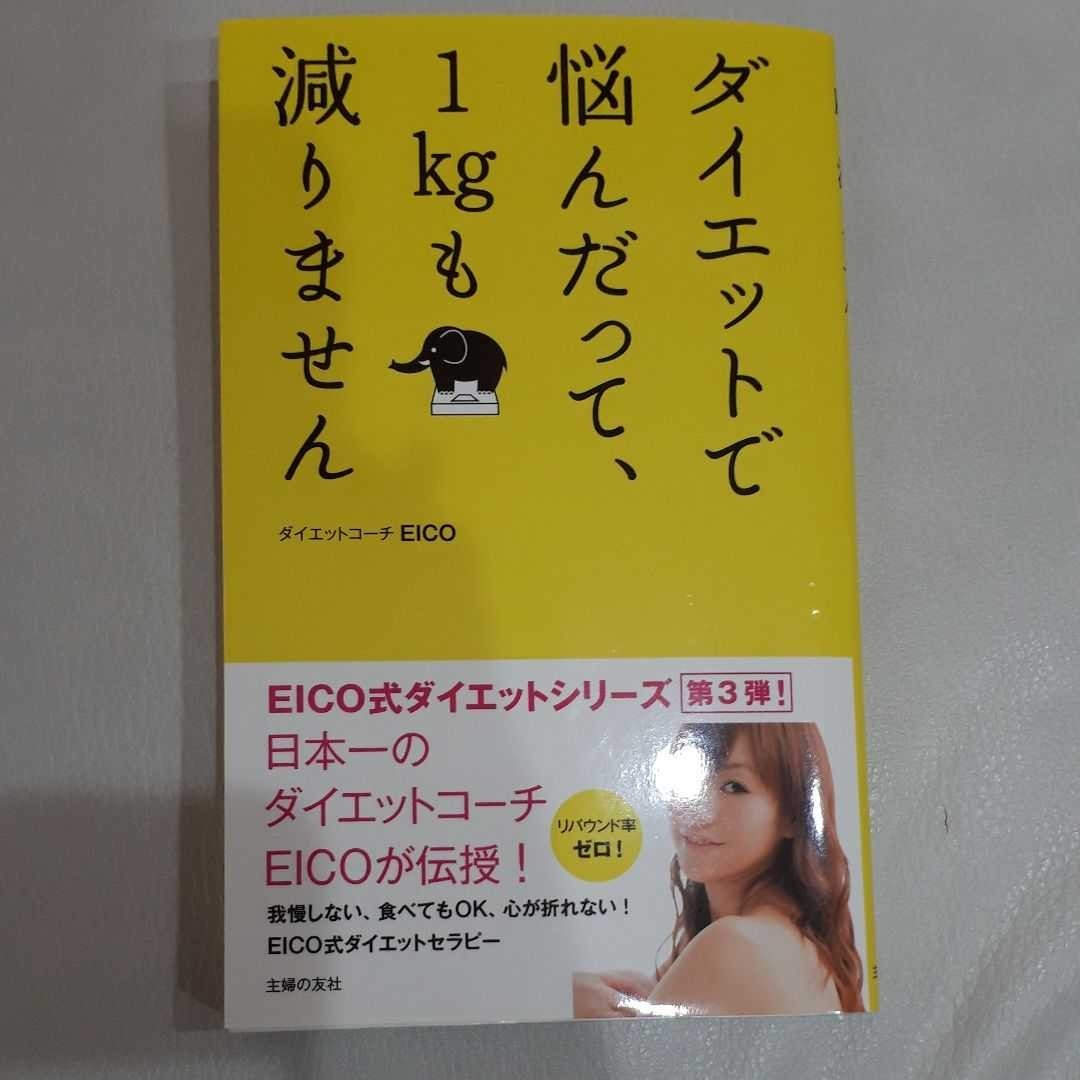 ダイエットで
悩んだって、
1kgも
減りません
ダイエットコーチ EICO
EICO式ダイエットシリーズ 第3弾!
日本一の
ダイエットコーチ
EICOが伝授!
リバウンド率
ゼロ!
我慢しない、食べてもOK、心が折れない!
EICO式ダイエットセラピー
主婦の友社